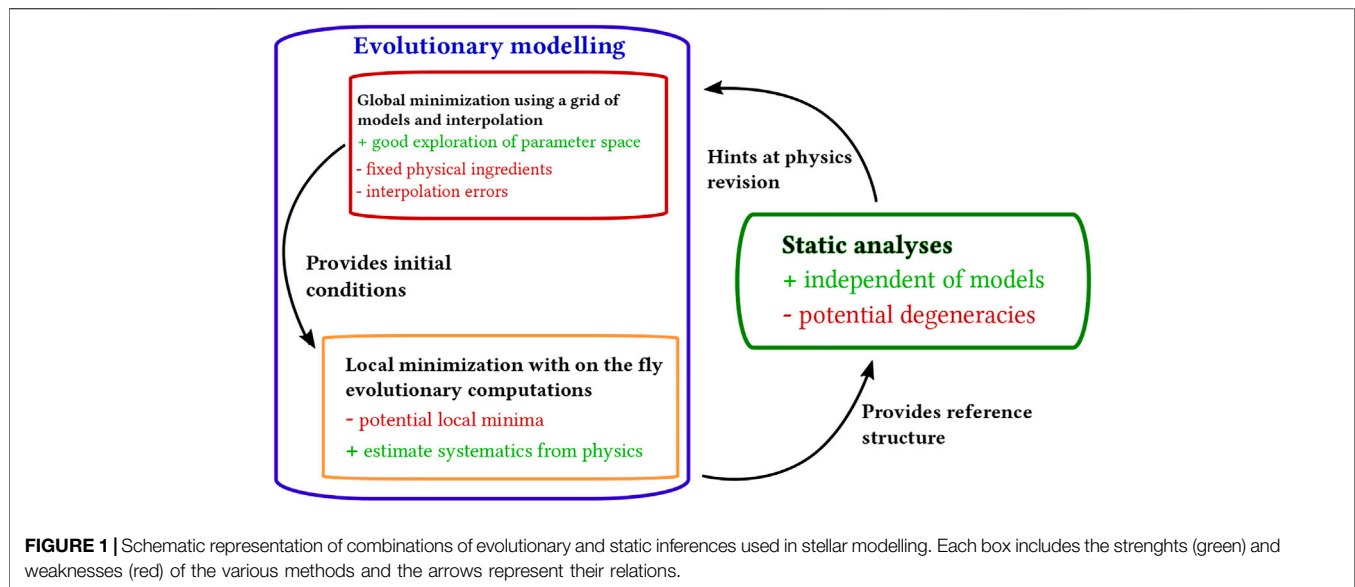 Evolutionary modelling
Global minimization using a grid of
models and interpolation
+ good exploration of parameter space
- fixed physical ingredients
- interpolation errors
Provides initial
conditions
Local minimization with on the fly
evolutionary computations
- potential local minima
+ estimate systematics from physics
Hints at physics
revision
Static analyses
+ independent of models
- potential degeneracies
Provides reference
structure
FIGURE 1 | Schematic representation of combinations of evolutionary and static inferences used in stellar modelling. Each box includes the strenghts (green) and
weaknesses (red) of the various methods and the arrows represent their relations.